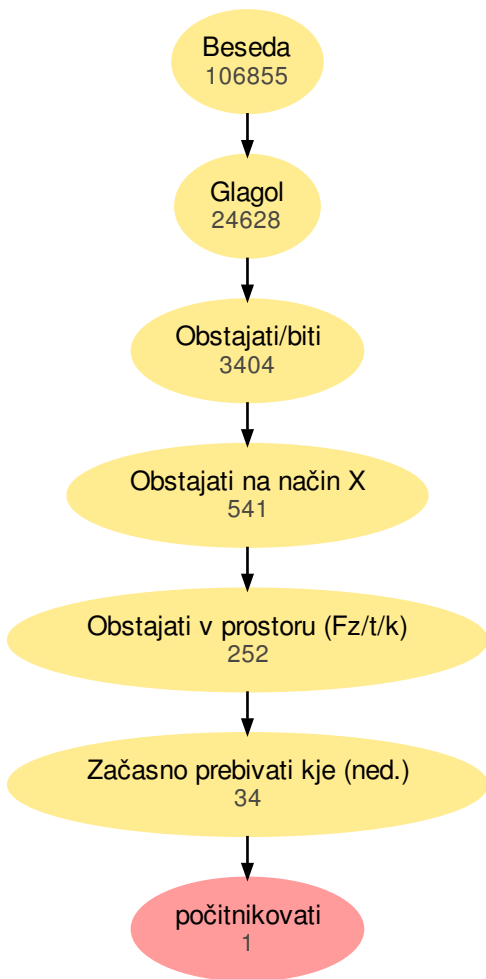 Beseda
106855
Glagol
24628
Obstajati/biti
3404
Obstajati na način X
541
Obstajati v prostoru (Fz/t/k)
252
Začasno prebivati kje (ned.)
34
počitnikovati
1